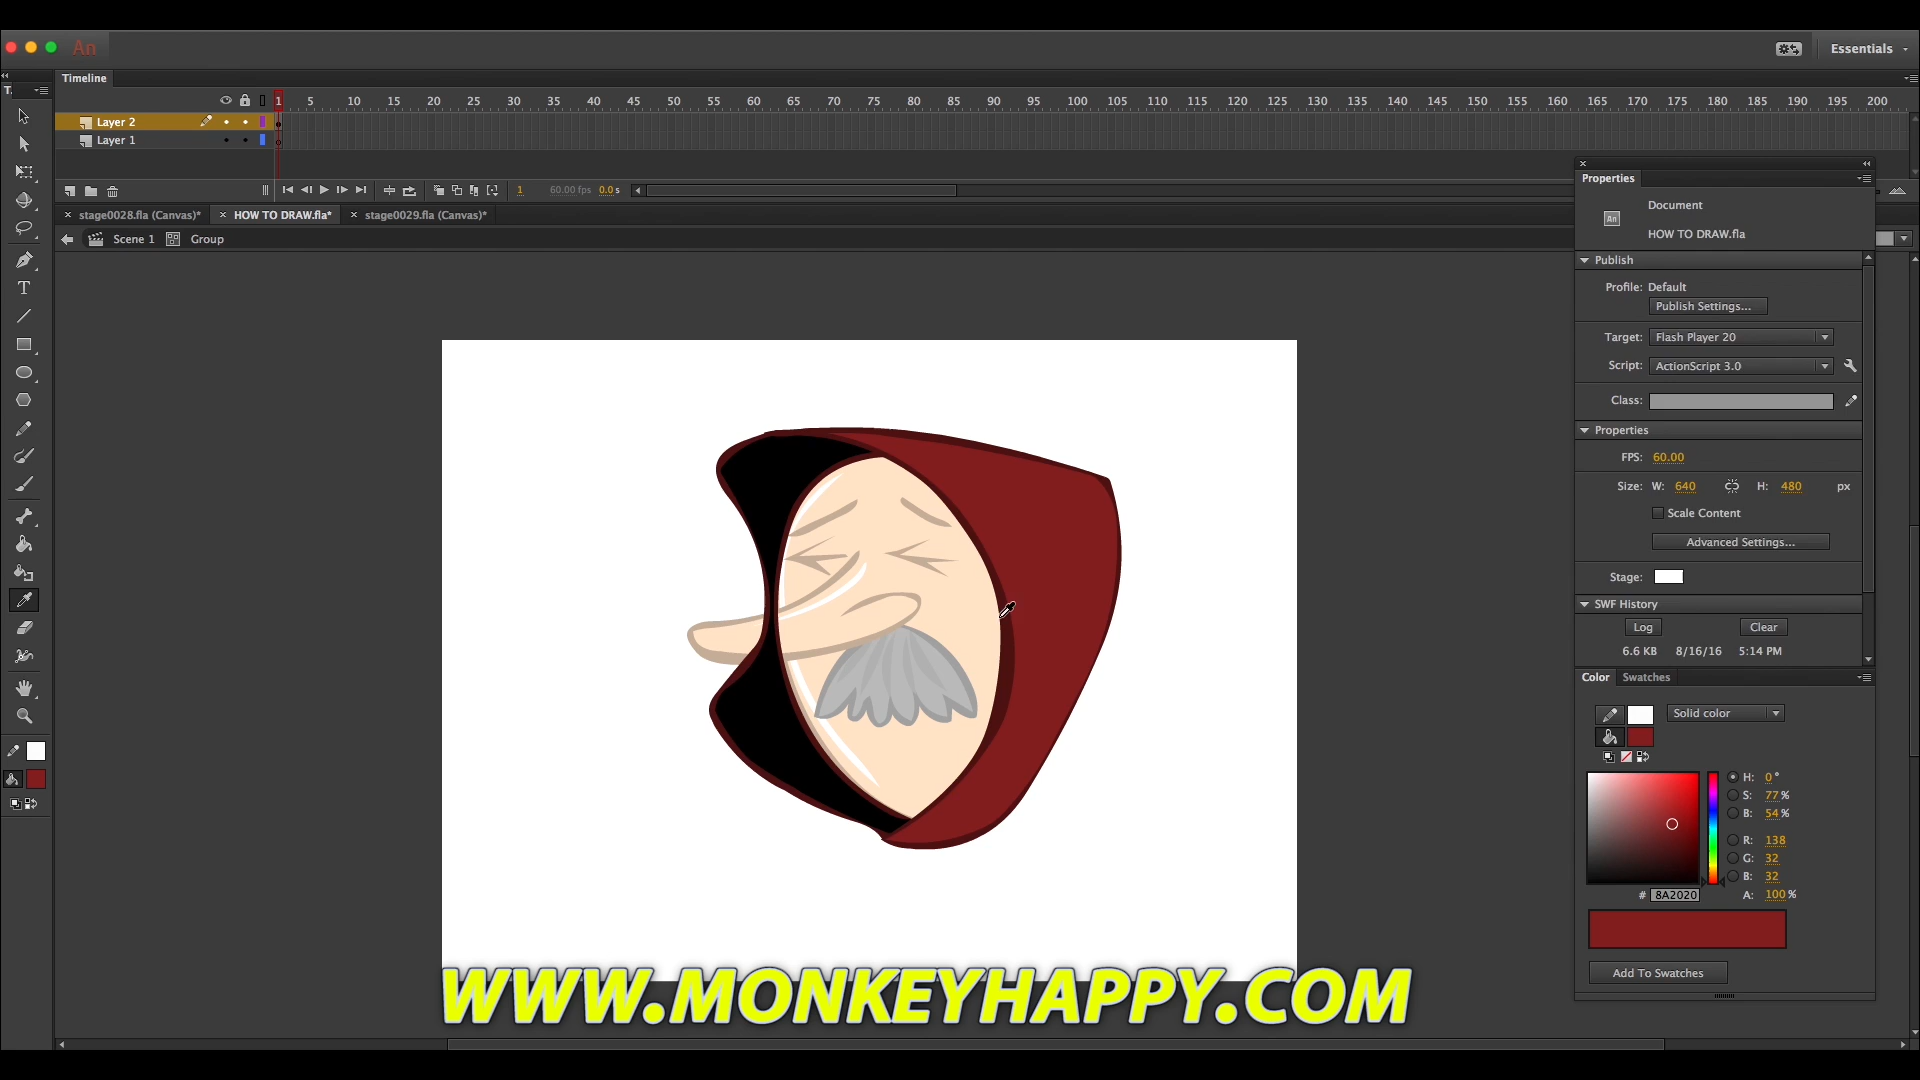 An
Essentials
Timeline
T
1 5 10 15 20 25 30 35 40 45 50 55 60 65 70 75 80 85 90 95 100 105 110 115 120 125 130 135 140 145 150 155 160 165 170 175 180 185 190 195 200
Layer 2
Layer 1
1 60.00 fps 0.0 s
stage0028.fla (Canvas)* HOW TO DRAW.fla* stage0029.fla (Canvas)*
Scene 1 Group
Properties
Document
An
HOW TO DRAW.fla
Publish
Profile: Default
Publish Settings...
Target: Flash Player 20
Script: ActionScript 3.0
Class:
Properties
FPS: 60.00
Size: W: 640 H: 480 px
Scale Content
Advanced Settings...
Stage:
SWF History
Log Clear
6.6 KB 8/16/16 5:14 PM
Color Swatches
Solid color
H: 0 °
S: 77 %
B: 54 %
R: 138
G: 32
B: 32
# 8A2020 A: 100 %
Add To Swatches
WWW.MONKEYHAPPY.COM